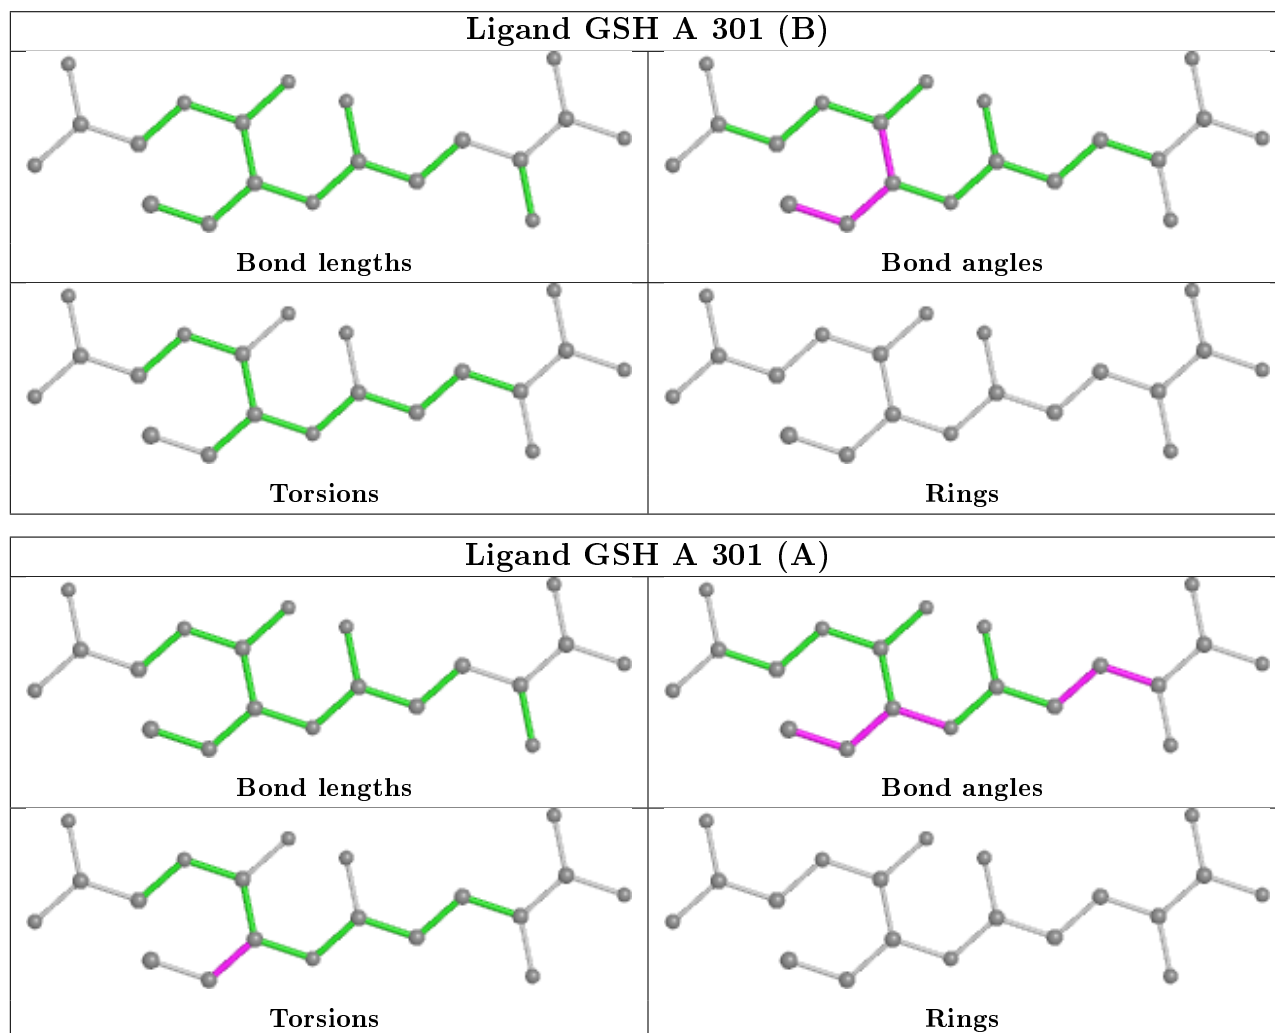 Ligand GSH A 301 (B)
Bond lengths
Bond angles
Torsions
Rings
Ligand GSH A 301 (A)
Bond lengths
Bond angles
Torsions
Rings